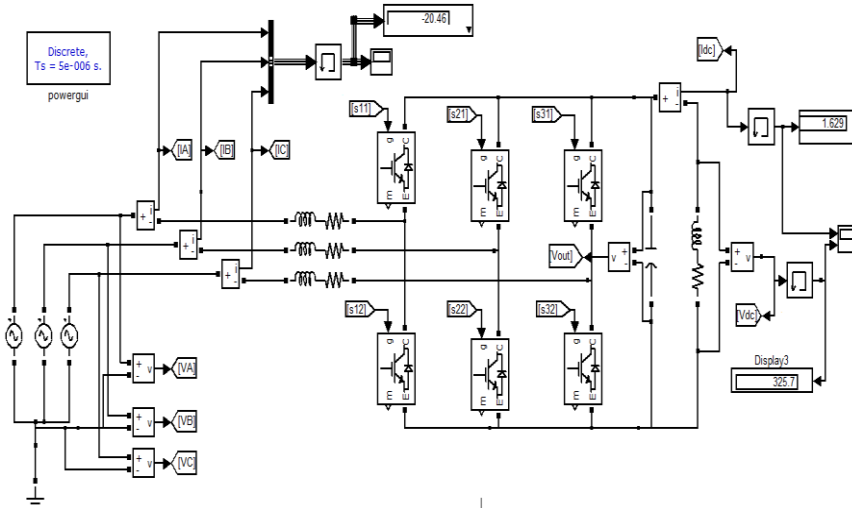 -20.46
Discrete,
Ts = 5e-006 s.
powergui
[Idc]
[s11]
[s21]
[s31]
1.629
[IA]
[IB]
[IC]
g
C
m
E
g
C
m
E
g
C
m
E
+
-
i
+
-
i
+
-
i
+
-
i
[Vout]
v
+
-
+
-
v
[s12]
[s22]
[s32]
[Vdc]
g
C
m
E
g
C
m
E
g
C
m
E
Display3
325.7
+
-
v
[VA]
+
-
v
[VB]
+
-
v
[VC]